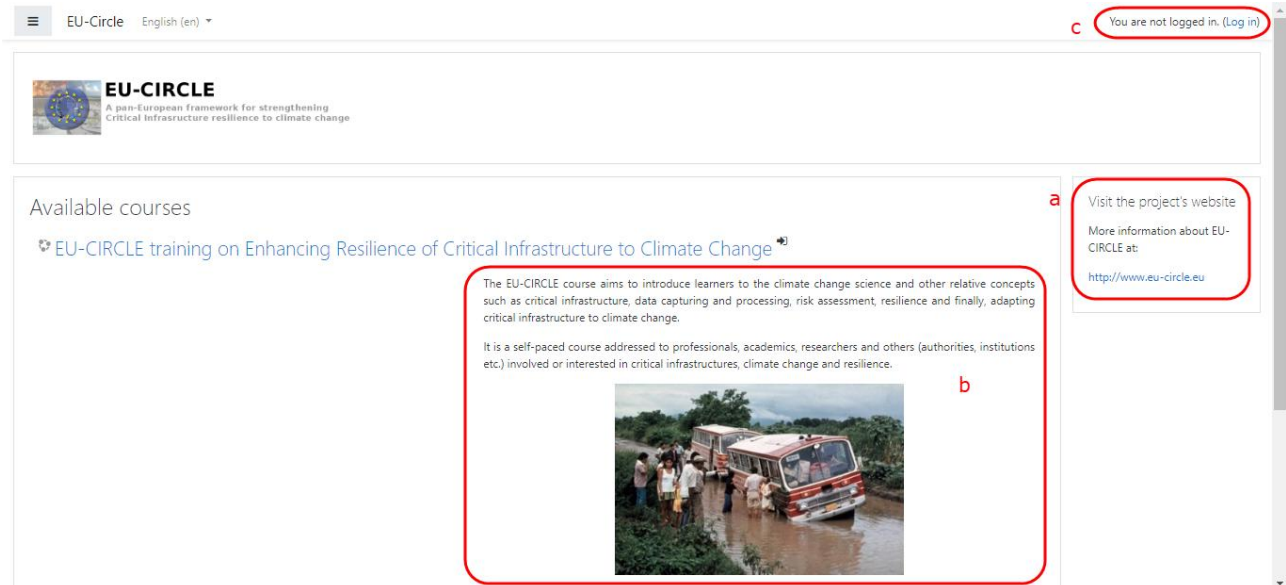 EU-Circle English (en)
c
You are not logged in. (Log in)
EU-CIRCLE
A pan-European framework for strengthening
Critical Infrasructure resilience to climate change
Available courses
EU-CIRCLE training on Enhancing Resilience of Critical Infrastructure to Climate Change
The EU-CIRCLE course aims to introduce learners to the climate change science and other relative concepts
such as critical infrastructure, data capturing and processing, risk assessment, resilience and finally, adapting
critical infrastructure to climate change.
It is a self-paced course addressed to professionals, academics, researchers and others (authorities, institutions
etc.) involved or interested in critical infrastructures, climate change and resilience.
b
a
Visit the project's website
More information about EU-
CIRCLE at:
http://www.eu-circle.eu